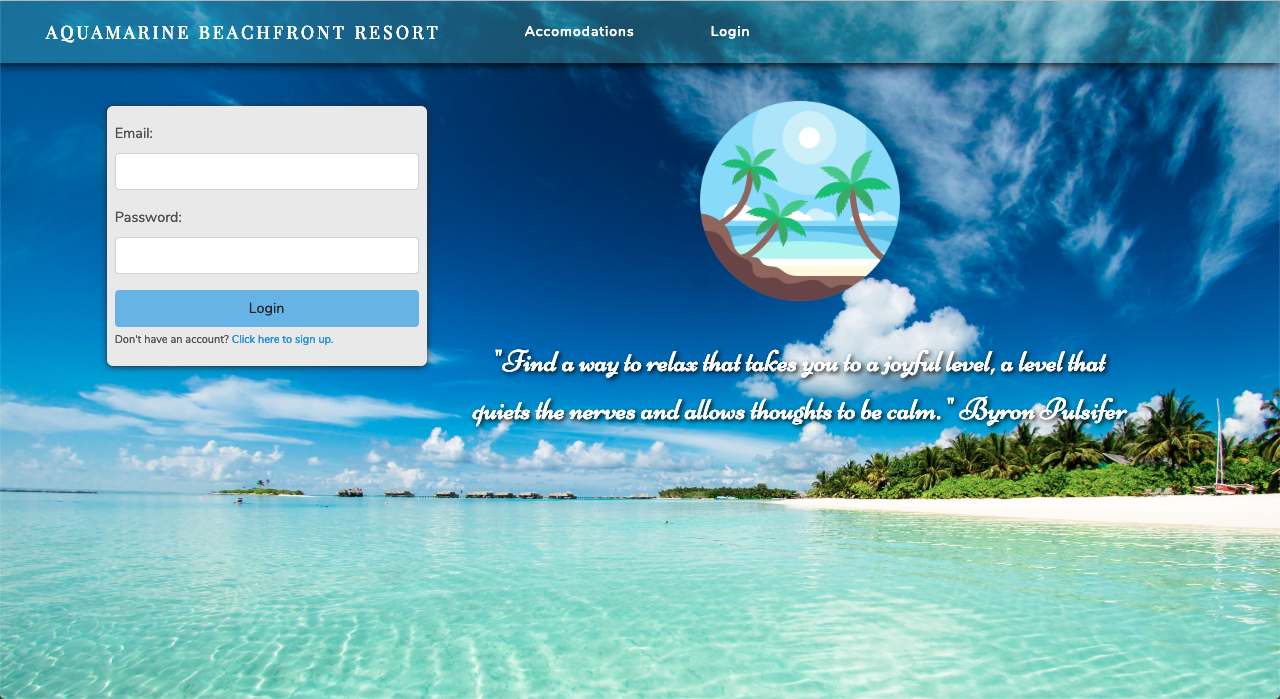 AQUAMARINE BEACHFRONT RESORT
Accomodations
Login
Email:
Password:
Login
Don't have an account? Click here to sign up.
"Find a way to relax that takes you to a joyful level, a level that
quiets the nerves and allows thoughts to be calm." Byron Pulsifer